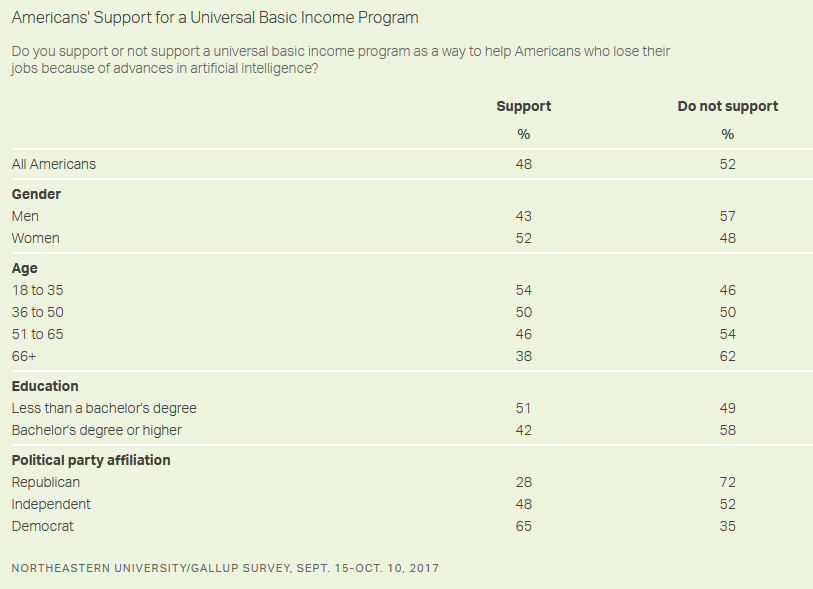 Americans' Support for a Universal Basic Income Program
Do you support or not support a universal basic income program as a way to help Americans who lose their
jobs because of advances in artificial intelligence?
Support Do not support
% %
All Americans 48 52
Gender
Men 43 57
Women 52 48
Age
18 to 35 54 46
36 to 50 50 50
51 to 65 46 54
66+ 38 62
Education
Less than a bachelor's degree 51 49
Bachelor's degree or higher 42 58
Political party affiliation
Republican 28 72
Independent 48 52
Democrat 65 35
NORTHEASTERN UNIVERSITY/GALLUP SURVEY, SEPT. 15-OCT. 10, 2017